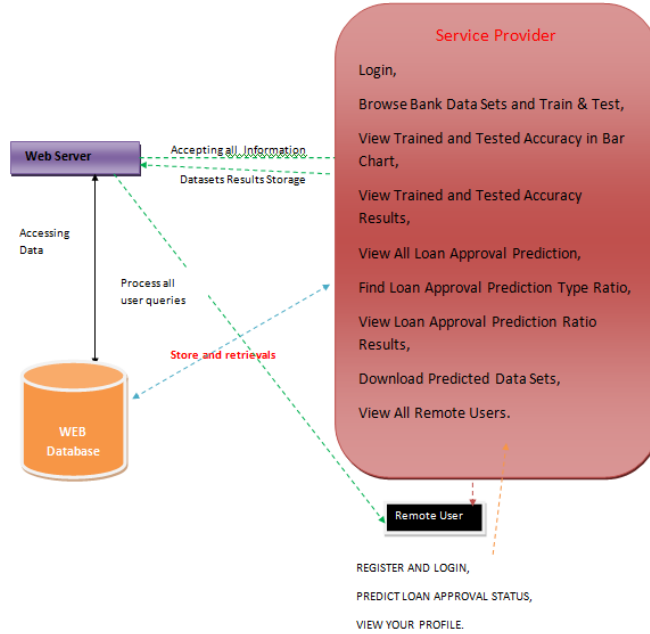 Service Provider
Login,
Browse Bank Data Sets and Train & Test,
View Trained and Tested Accuracy in Bar
Chart,
View Trained and Tested Accuracy
Results,
View All Loan Approval Prediction,
Find Loan Approval Prediction Type Ratio,
View Loan Approval Prediction Ratio
Results,
Download Predicted Data Sets,
View All Remote Users.
Web Server
Accepting all Information
Datasets Results Storage
Accessing
Data
Process all
user queries
Store and retrievals
WEB
Database
Remote User
REGISTER AND LOGIN,
PREDICT LOAN APPROVAL STATUS,
VIEW YOUR PROFILE.